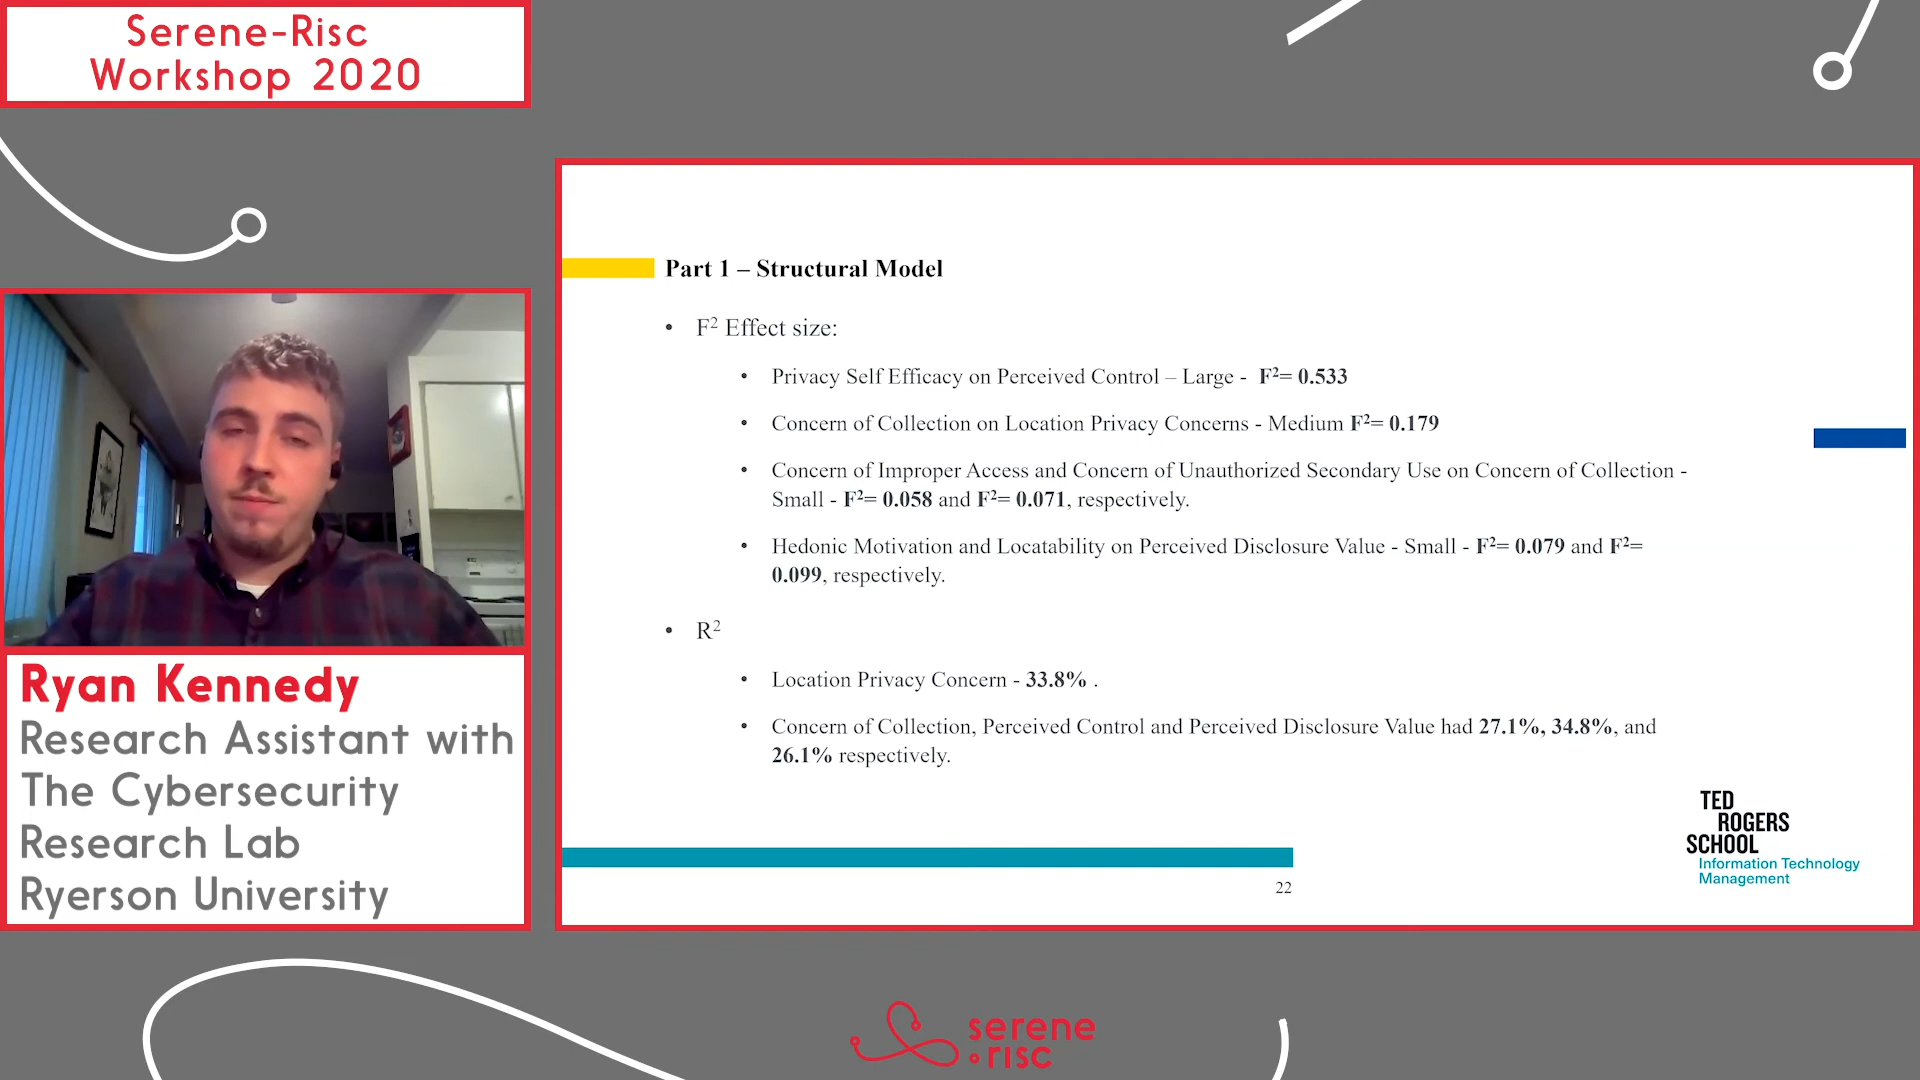 Serene-Risc
Workshop 2020
Ryan Kennedy
Research Assistant with
The Cybersecurity
Research Lab
Ryerson University
Part 1 – Structural Model
• F² Effect size:
• Privacy Self Efficacy on Perceived Control – Large - F²= 0.533
• Concern of Collection on Location Privacy Concerns - Medium F²= 0.179
• Concern of Improper Access and Concern of Unauthorized Secondary Use on Concern of Collection -
Small - F²= 0.058 and F²= 0.071, respectively.
• Hedonic Motivation and Locatability on Perceived Disclosure Value - Small - F²= 0.079 and F²=
0.099, respectively.
• R²
• Location Privacy Concern - 33.8% .
• Concern of Collection, Perceived Control and Perceived Disclosure Value had 27.1%, 34.8%, and
26.1% respectively.
TED
ROGERS
SCHOOL
Information Technology
Management
22
serene
risc